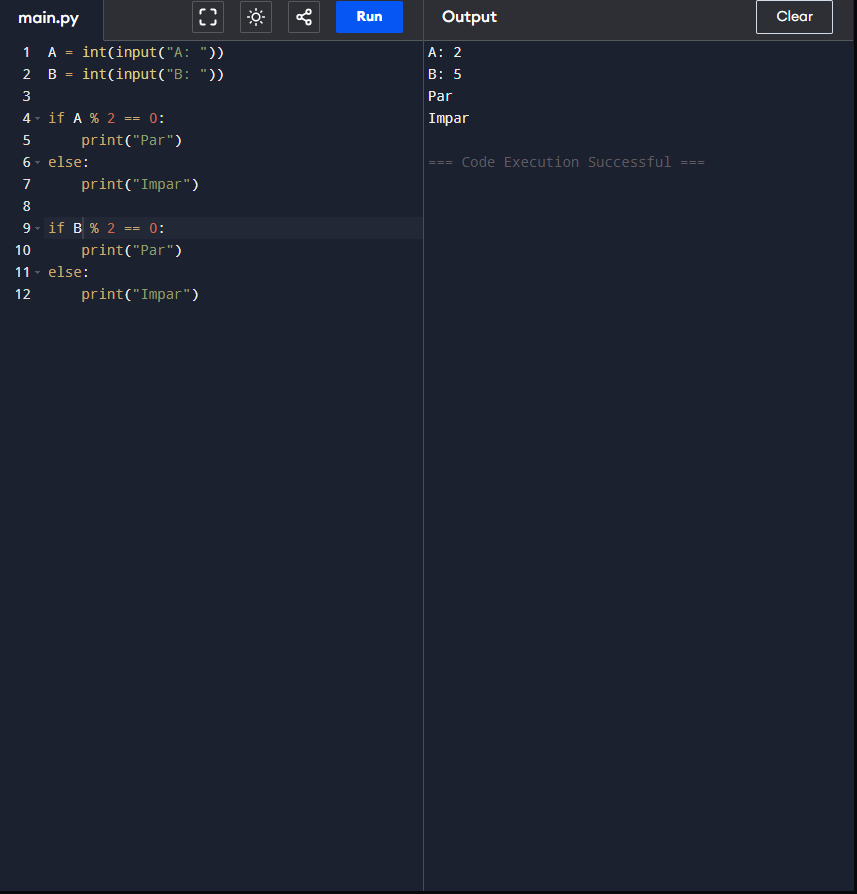 main.py
Run
Output
Clear
1 A = int(input("A: "))
2 B = int(input("B: "))
3
4 if A % 2 == 0:
5     print("Par")
6 else:
7     print("Impar")
8
9 if B % 2 == 0:
10     print("Par")
11 else:
12     print("Impar")
A: 2
B: 5
Par
Impar
=== Code Execution Successful ===